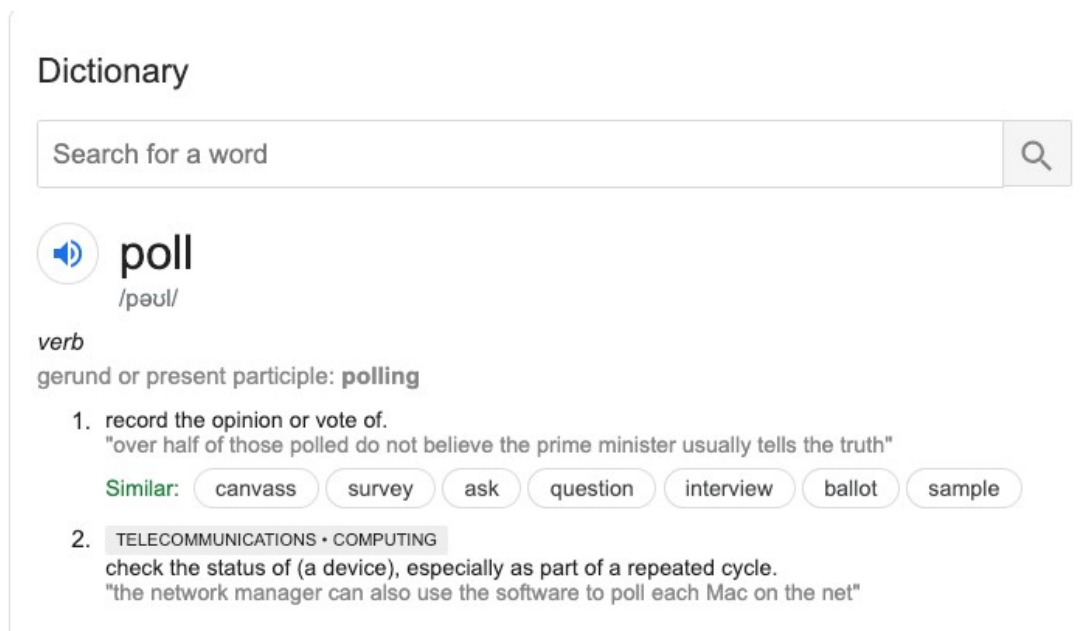 Dictionary
Search for a word
poll
/pəʊl/
verb
gerund or present participle: polling
1. record the opinion or vote of.
"over half of those polled do not believe the prime minister usually tells the truth"
Similar: canvass survey ask question interview ballot sample
2. TELECOMMUNICATIONS • COMPUTING
check the status of (a device), especially as part of a repeated cycle.
"the network manager can also use the software to poll each Mac on the net"